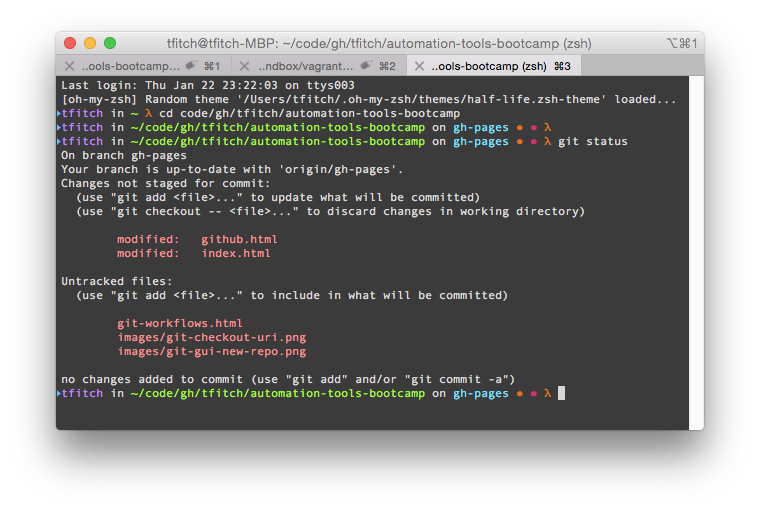 tfitch@tfitch-MBP: ~/code/gh/tfitch/automation-tools-bootcamp (zsh) ⌥⌘1
..ools-bootcamp... ⌘1 ..ndbox/vagrant... ⌘2 ..ools-bootcamp (zsh) ⌘3
Last login: Thu Jan 22 23:22:03 on ttys003
[oh-my-zsh] Random theme '/Users/tfitch/.oh-my-zsh/themes/half-life.zsh-theme' loaded...
tfitch in ~ λ cd code/gh/tfitch/automation-tools-bootcamp
tfitch in ~/code/gh/tfitch/automation-tools-bootcamp on gh-pages ● ● λ
tfitch in ~/code/gh/tfitch/automation-tools-bootcamp on gh-pages ● ● λ git status
On branch gh-pages
Your branch is up-to-date with 'origin/gh-pages'.
Changes not staged for commit:
  (use "git add <file>..." to update what will be committed)
  (use "git checkout -- <file>..." to discard changes in working directory)
        modified:   github.html
        modified:   index.html
Untracked files:
  (use "git add <file>..." to include in what will be committed)
        git-workflows.html
        images/git-checkout-uri.png
        images/git-gui-new-repo.png
no changes added to commit (use "git add" and/or "git commit -a")
tfitch in ~/code/gh/tfitch/automation-tools-bootcamp on gh-pages ● ● λ